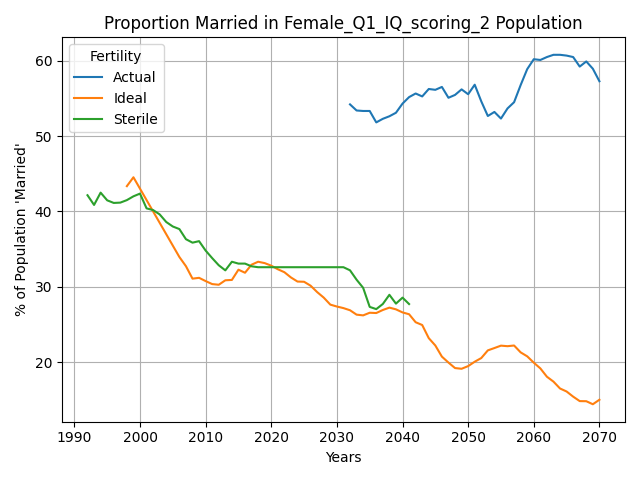 Proportion Married in Female_Q1_IQ_scoring_2 Population
Fertility
Actual
Ideal
Sterile
% of Population 'Married'
60
50
40
30
20
1990 2000 2010 2020 2030 2040 2050 2060 2070
Years